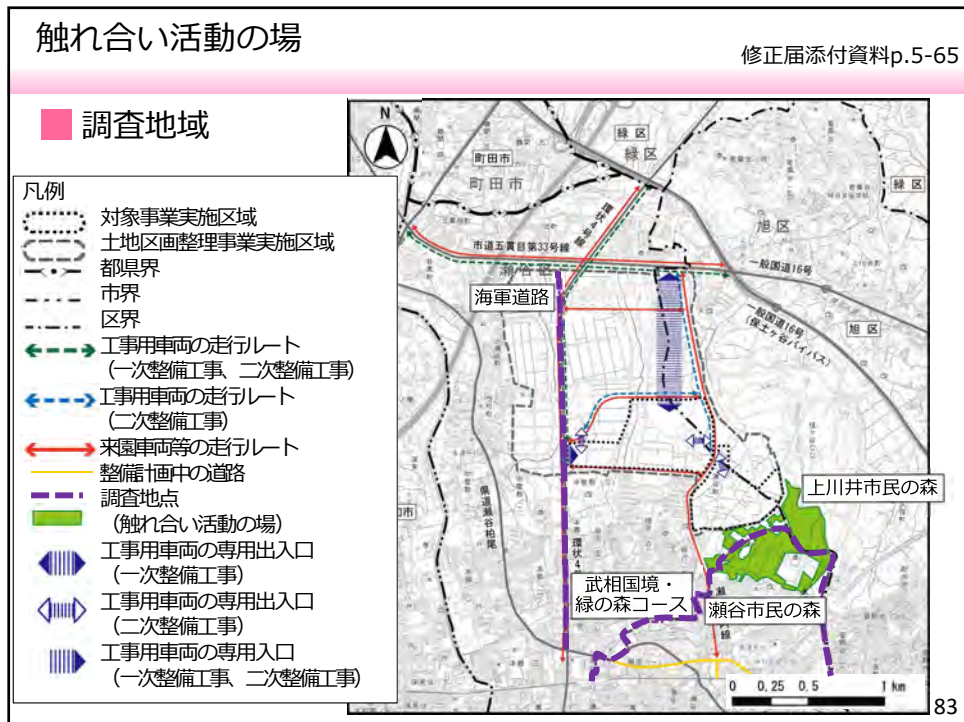 触れ合い活動の場
修正届添付資料p.5-65
調査地域
凡例
対象事業実施区域
土地区画整理事業実施区域
都県界
市界
区界
工事用車両の走行ルート
(一次整備工事、二次整備工事)
工事用車両の走行ルート
(二次整備工事)
来園車両等の走行ルート
整備計画中の道路
調査地点
(触れ合い活動の場)
工事用車両の専用出入口
(一次整備工事)
工事用車両の専用出入口
(二次整備工事)
工事用車両の専用入口
(一次整備工事、二次整備工事)
N
緑区
緑区
町田市
町田市
緑区
環状4号線
旭区
市道五貫目第33号線
瀬谷区
一般国道16号
海軍道路
一般国道16号
(保土ヶ谷バイパス)
旭区
上川井市民の森
県道瀬谷柏尾
環状4
武相国境・
緑の森コース
瀬谷市民の森
0 0.25 0.5 1 km
83